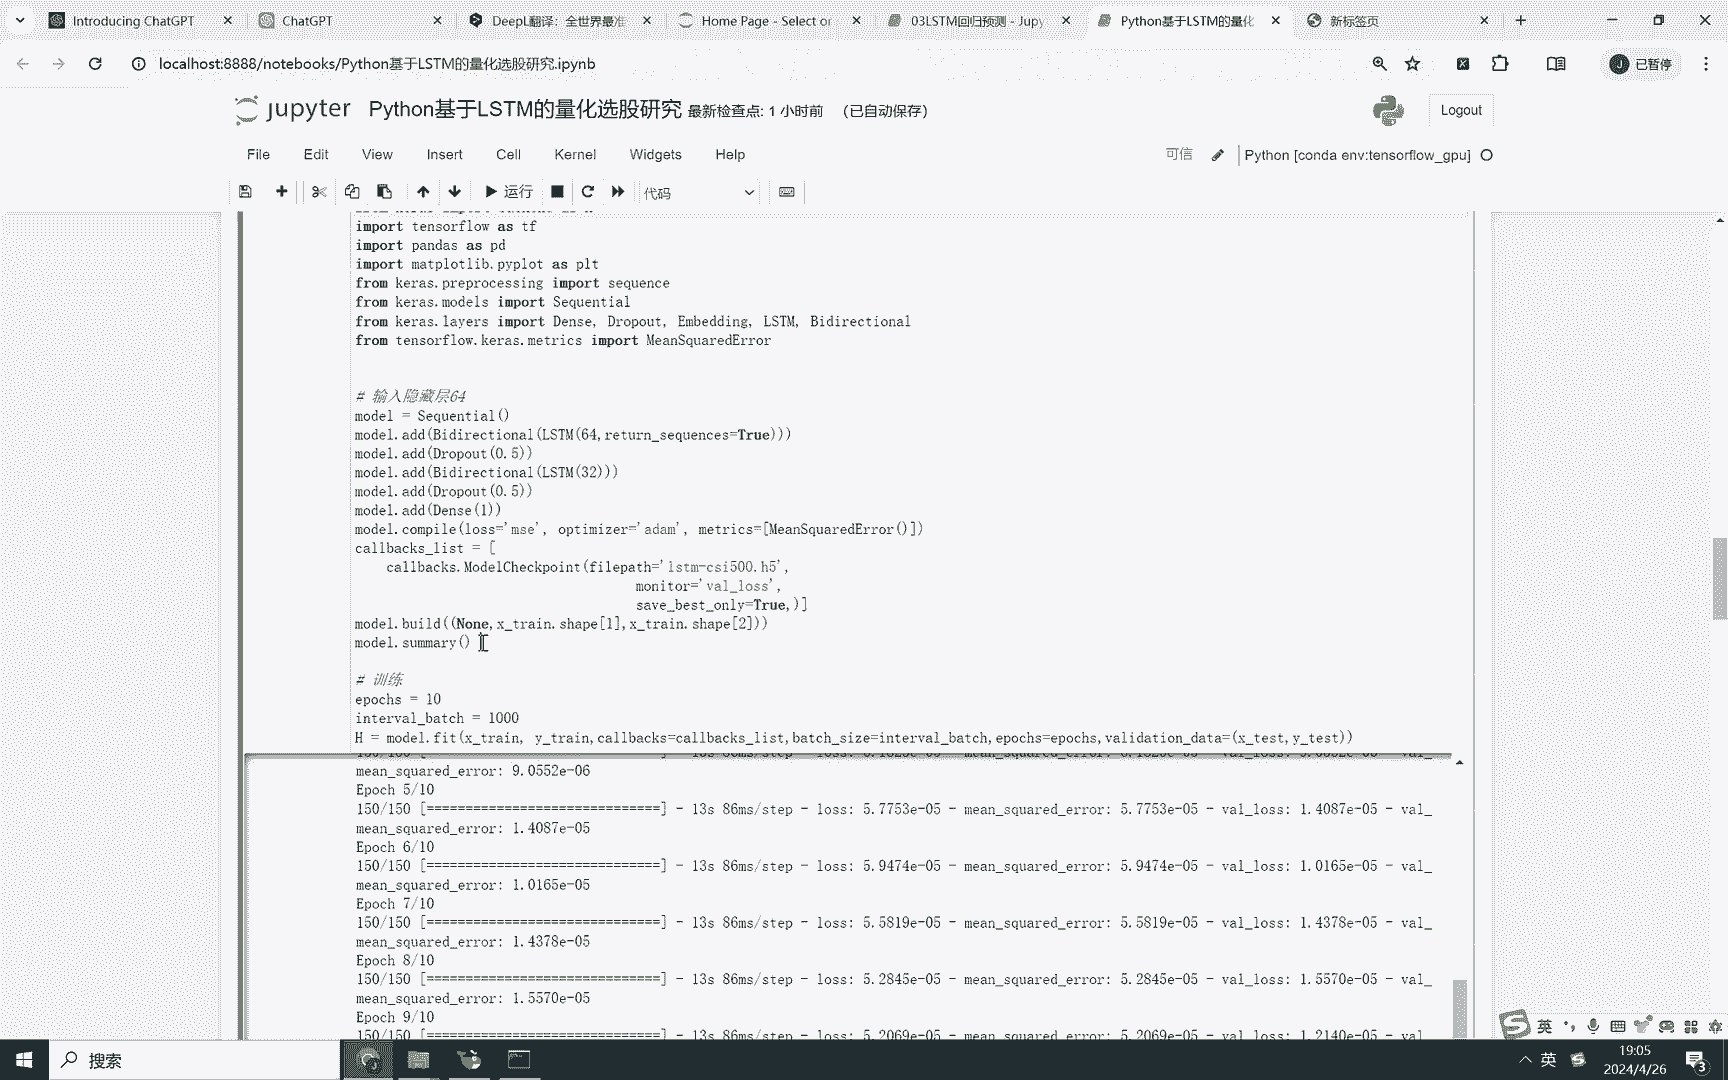 Introducing ChatGPT
ChatGPT
DeepL翻译：全世界最准
Home Page - Select or
03LSTM回归预测 - Jupy
Python基于LSTM的量化
新标签页
localhost:8888/notebooks/Python基于LSTM的量化选股研究.ipynb
已暂停
jupyter Python基于LSTM的量化选股研究 最新检查点: 1 小时前 (已自动保存)
Logout
File Edit View Insert Cell Kernel Widgets Help
可信 Python [conda env:tensorflow_gpu]
运行 代码
import tensorflow as tf
import pandas as pd
import matplotlib.pyplot as plt
from keras.preprocessing import sequence
from keras.models import Sequential
from keras.layers import Dense, Dropout, Embedding, LSTM, Bidirectional
from tensorflow.keras.metrics import MeanSquaredError
# 输入隐藏层64
model = Sequential()
model.add(Bidirectional(LSTM(64,return_sequences=True)))
model.add(Dropout(0.5))
model.add(Bidirectional(LSTM(32)))
model.add(Dropout(0.5))
model.add(Dense(1))
model.compile(loss='mse', optimizer='adam', metrics=[MeanSquaredError()])
callbacks_list = [
callbacks.ModelCheckpoint(filepath='lstm-csi500.h5',
monitor='val_loss',
save_best_only=True,)]
model.build((None,x_train.shape[1],x_train.shape[2]))
model.summary()
# 训练
epochs = 10
interval_batch = 1000
H = model.fit(x_train, y_train,callbacks=callbacks_list,batch_size=interval_batch,epochs=epochs,validation_data=(x_test,y_test))
mean_squared_error: 9.0552e-06
Epoch 5/10
150/150 [==============================] - 13s 86ms/step - loss: 5.7753e-05 - mean_squared_error: 5.7753e-05 - val_loss: 1.4087e-05 - val_
mean_squared_error: 1.4087e-05
Epoch 6/10
150/150 [==============================] - 13s 86ms/step - loss: 5.9474e-05 - mean_squared_error: 5.9474e-05 - val_loss: 1.0165e-05 - val_
mean_squared_error: 1.0165e-05
Epoch 7/10
150/150 [==============================] - 13s 86ms/step - loss: 5.5819e-05 - mean_squared_error: 5.5819e-05 - val_loss: 1.4378e-05 - val_
mean_squared_error: 1.4378e-05
Epoch 8/10
150/150 [==============================] - 13s 86ms/step - loss: 5.2845e-05 - mean_squared_error: 5.2845e-05 - val_loss: 1.5570e-05 - val_
mean_squared_error: 1.5570e-05
Epoch 9/10
150/150 [==============================] - 13s 86ms/step - loss: 5.2069e-05 - mean_squared_error: 5.2069e-05 - val_loss: 1.2140e-05 - val_
英
搜索
英
19:05
2024/4/26
3